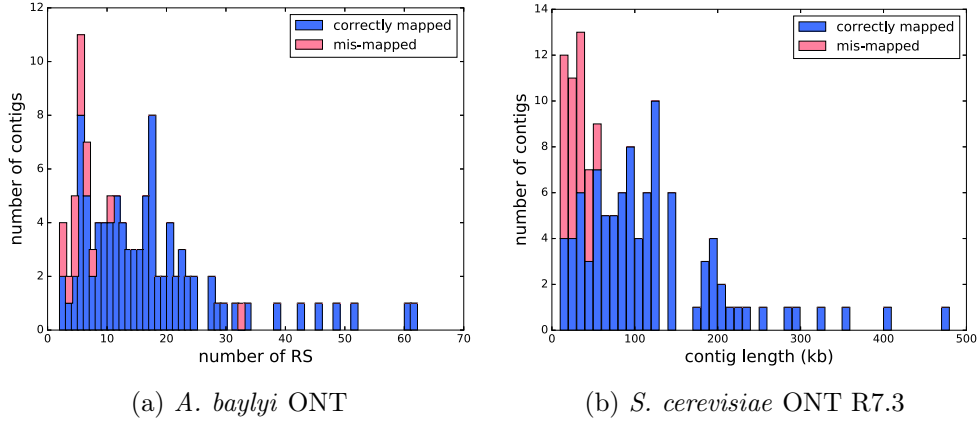 correctly mapped
mis-mapped
number of contigs
12
10
8
6
4
2
0
0 10 20 30 40 50 60 70
number of RS
(a) A. baylyi ONT
correctly mapped
mis-mapped
number of contigs
14
12
10
8
6
4
2
0
0 100 200 300 400 500
contig length (kb)
(b) S. cerevisiae ONT R7.3